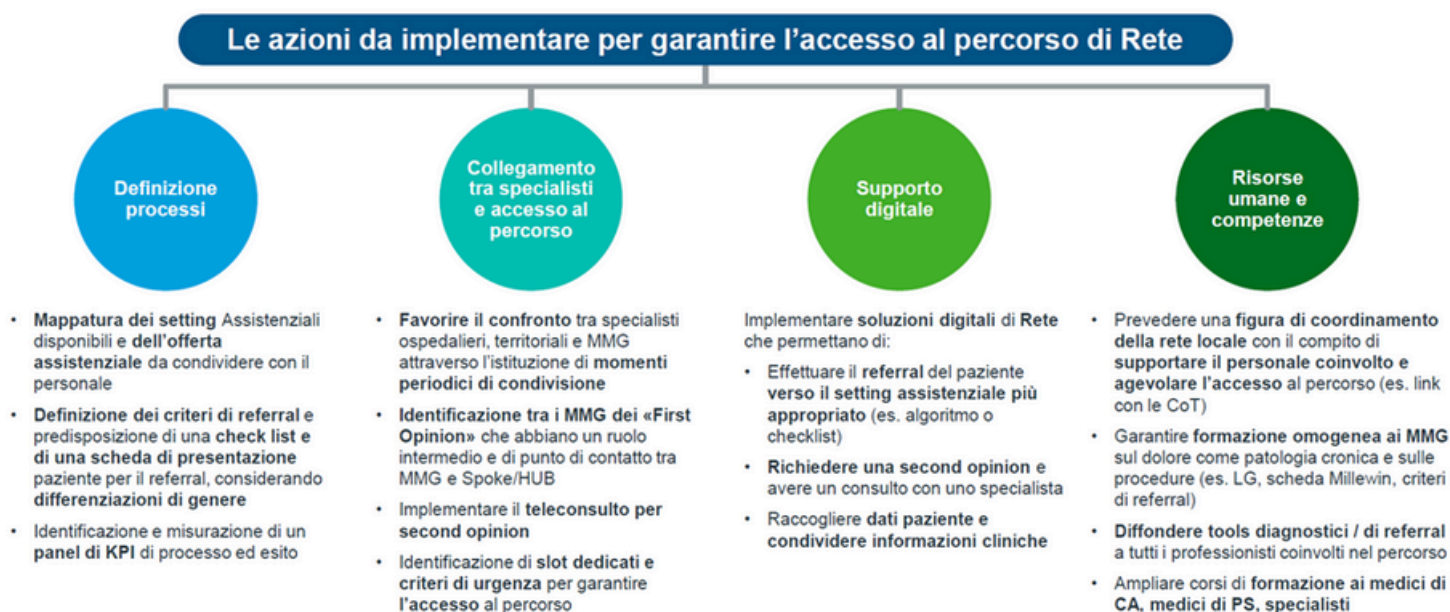 Le azioni da implementare per garantire l'accesso al percorso di Rete
Definizione
processi
• Mappatura dei setting Assistenziali
disponibili e dell'offerta
assistenziale da condividere con il
personale
• Definizione dei criteri di referral e
predisposizione di una check list e
di una scheda di presentazione
paziente per il referral, considerando
differenziazioni di genere
• Identificazione e misurazione di un
panel di KPI di processo ed esito
Collegamento
tra specialisti
e accesso al
percorso
• Favorire il confronto tra specialisti
ospedalieri, territoriali e MMG
attraverso l'istituzione di momenti
periodici di condivisione
• Identificazione tra i MMG dei «First
Opinion» che abbiano un ruolo
intermedio e di punto di contatto tra
MMG e Spoke/HUB
• Implementare il teleconsulto per
second opinion
• Identificazione di slot dedicati e
criteri di urgenza per garantire
l'accesso al percorso
Supporto
digitale
Implementare soluzioni digitali di Rete
che permettano di:
• Effettuare il referral del paziente
verso il setting assistenziale più
appropriato (es. algoritmo o
checklist)
• Richiedere una second opinion e
avere un consulto con uno specialista
• Raccogliere dati paziente e
condividere informazioni cliniche
Risorse
umane e
competenze
• Prevedere una figura di coordinamento
della rete locale con il compito di
supportare il personale coinvolto e
agevolare l'accesso al percorso (es. link
con le CoT)
• Garantire formazione omogenea ai MMG
sul dolore come patologia cronica e sulle
procedure (es. LG, scheda Millewin, criteri
di referral)
• Diffondere tools diagnostici / di referral
a tutti i professionisti coinvolti nel percorso
• Ampliare corsi di formazione ai medici di
CA, medici di PS, specialisti